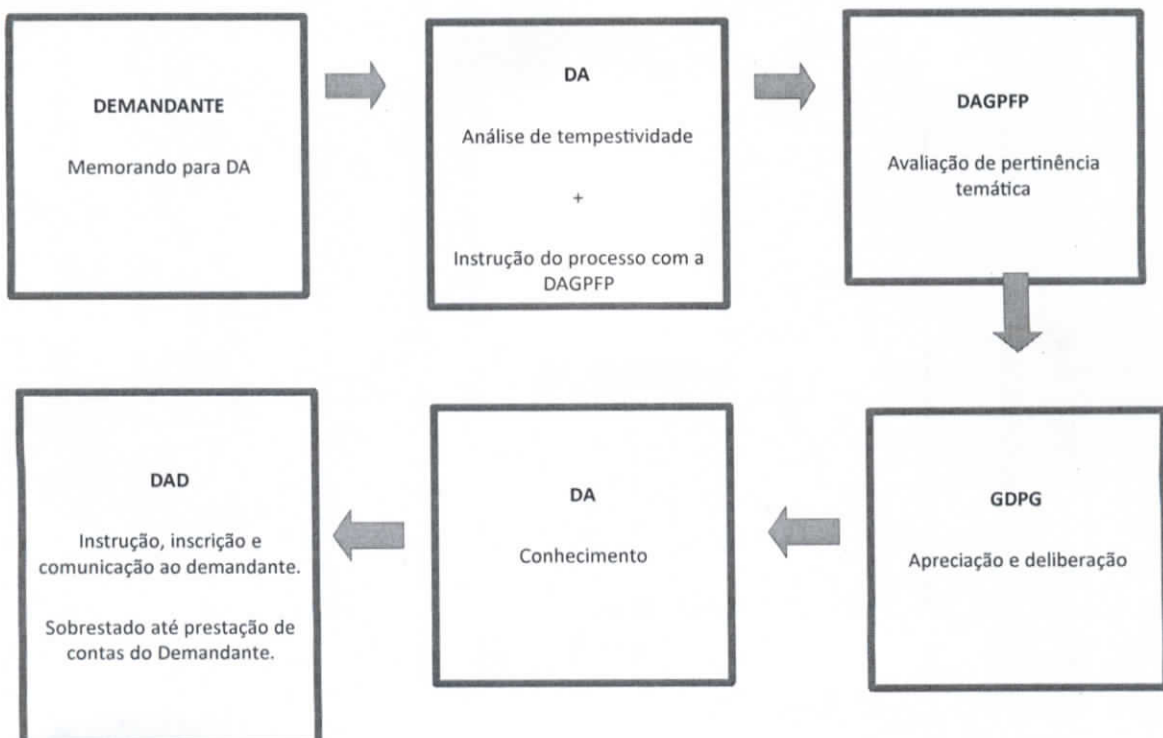 DEMANDANTE
Memorando para DA
DA
Análise de tempestividade
+
Instrução do processo com a
DAGPFP
DAGPFP
Avaliação de pertinência
temática
GDPG
Apreciação e deliberação
DA
Conhecimento
DAD
Instrução, inscrição e
comunicação ao demandante.
Sobrestado até prestação de
contas do Demandante.